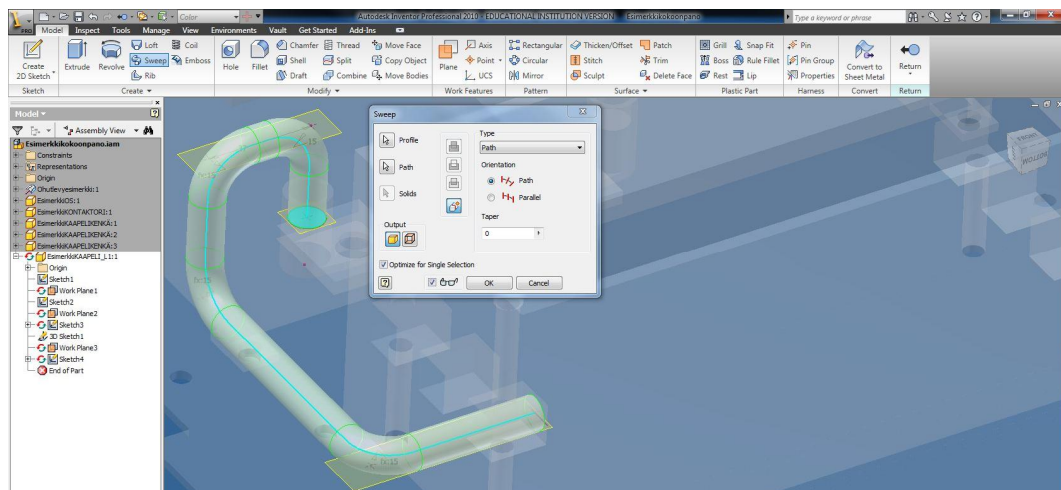 Color
Autodesk Inventor Professional 2010 - EDUCATIONAL INSTITUTION VERSION Esimerkkikokoonpano
Type a keyword or phrase
PRO Model Inspect Tools Manage View Environments Vault Get Started Add-Ins
Create
2D Sketch
Extrude
Revolve
Loft
Sweep
Rib
Coil
Emboss
Hole
Fillet
Chamfer
Shell
Draft
Thread
Split
Combine
Move Face
Copy Object
Move Bodies
Plane
Axis
Point
UCS
Rectangular
Circular
Mirror
Thicken/Offset
Stitch
Sculpt
Patch
Trim
Delete Face
Grill
Boss
Rest
Snap Fit
Rule Fillet
Lip
Pin
Pin Group
Properties
Convert to
Sheet Metal
Return
Sketch Create Modify Work Features Pattern Surface Plastic Part Harness Convert Return
Model
Assembly View
Esimerkkikokoonpano.iam
Constraints
Representations
Origin
Ohutlevyesimerkki:1
EsimerkkiOS:1
EsimerkkiKONTAKTORI:1
EsimerkkiKAAPELIKENKÄ:1
EsimerkkiKAAPELIKENKÄ:2
EsimerkkiKAAPELIKENKÄ:3
EsimerkkiKAAPELI_L1:1
Origin
Sketch1
Work Plane1
Sketch2
Work Plane2
Sketch3
3D Sketch1
Work Plane3
Sketch4
End of Part
Sweep
Profile
Path
Solids
Output
Optimize for Single Selection
Type
Path
Orientation
Path
Parallel
Taper
0
OK Cancel
FRONT
BOTTOM
fx:15